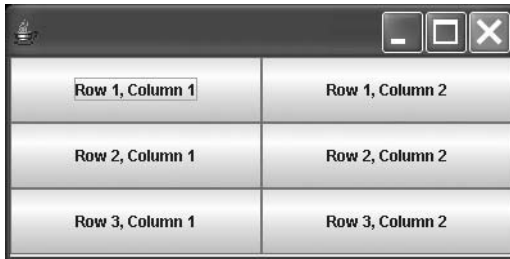 Row 1, Column 1 Row 1, Column 2
Row 2, Column 1 Row 2, Column 2
Row 3, Column 1 Row 3, Column 2